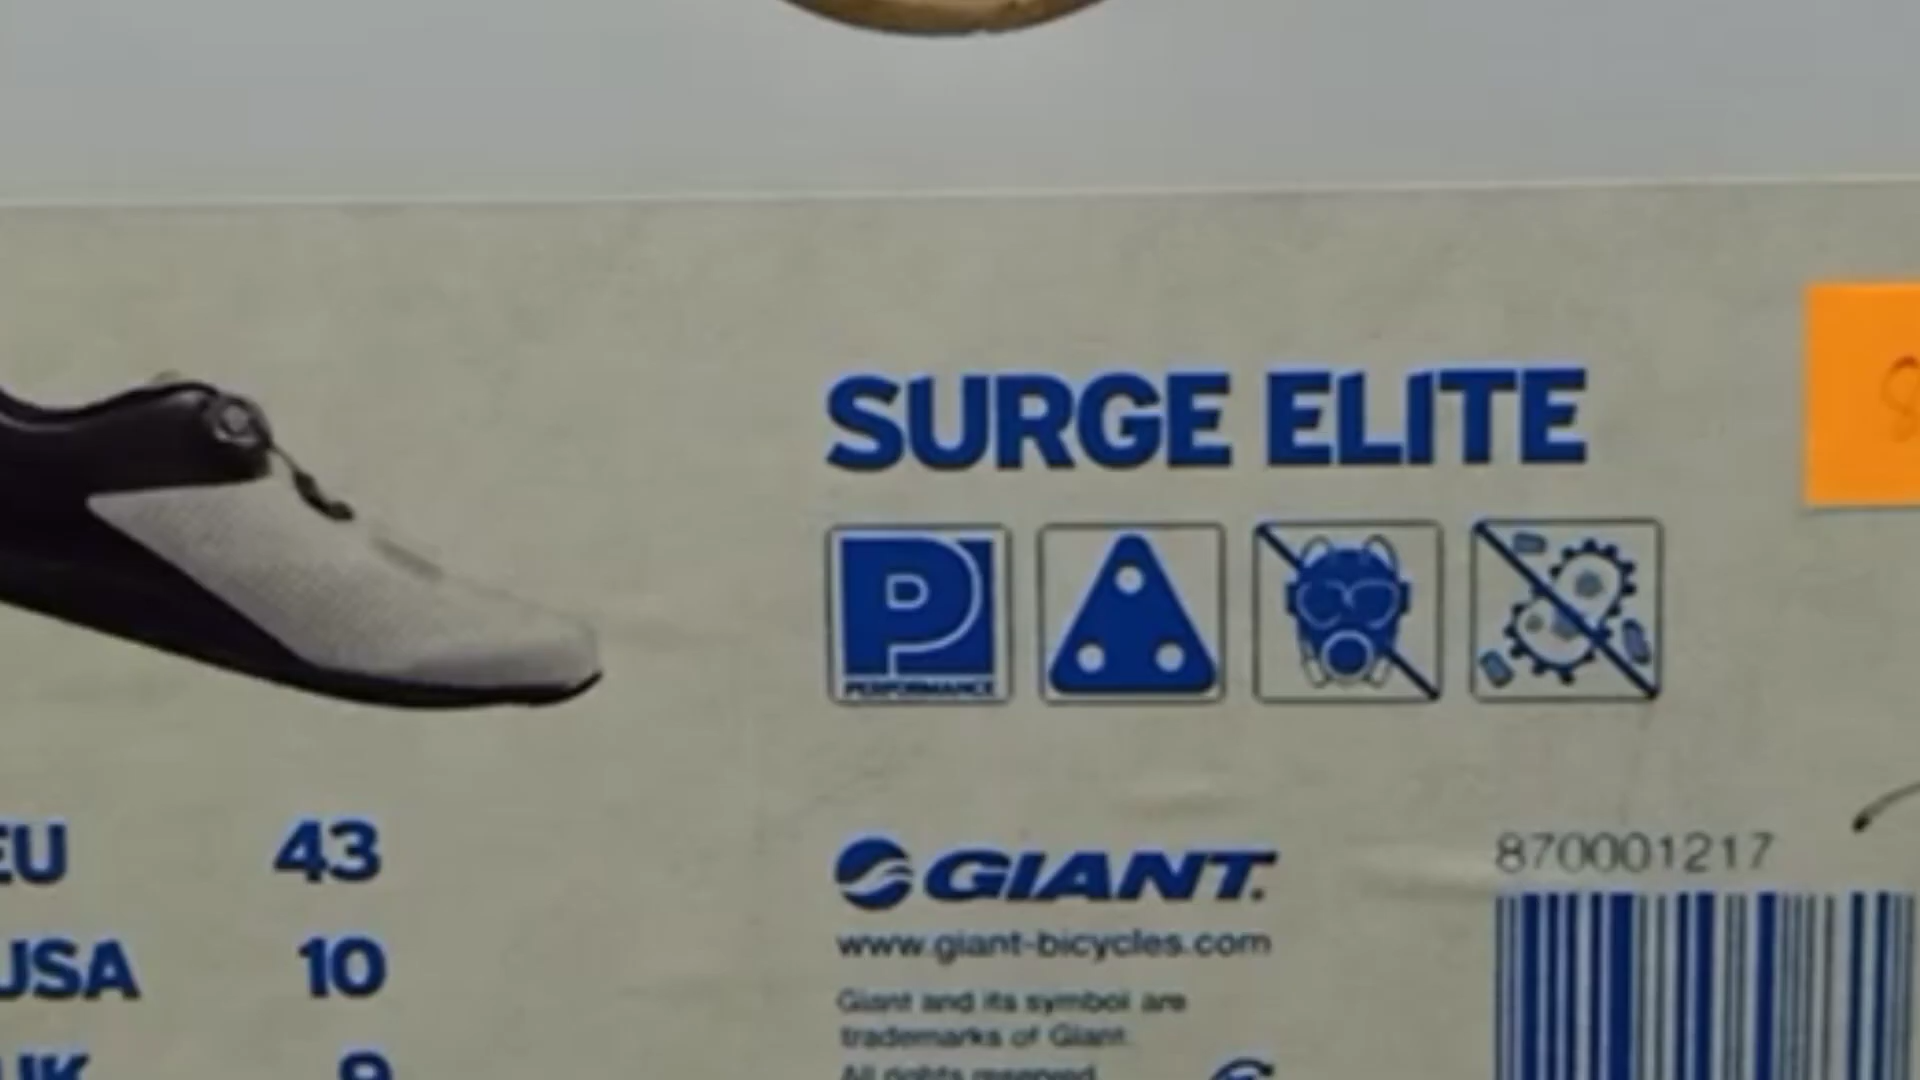 SURGE ELITE
P
PERFORMANCE
EU 43
USA 10
UK 9
GIANT
www.giant-bicycles.com
Giant and its symbol are
trademarks of Giant.
All rights reserved
870001217